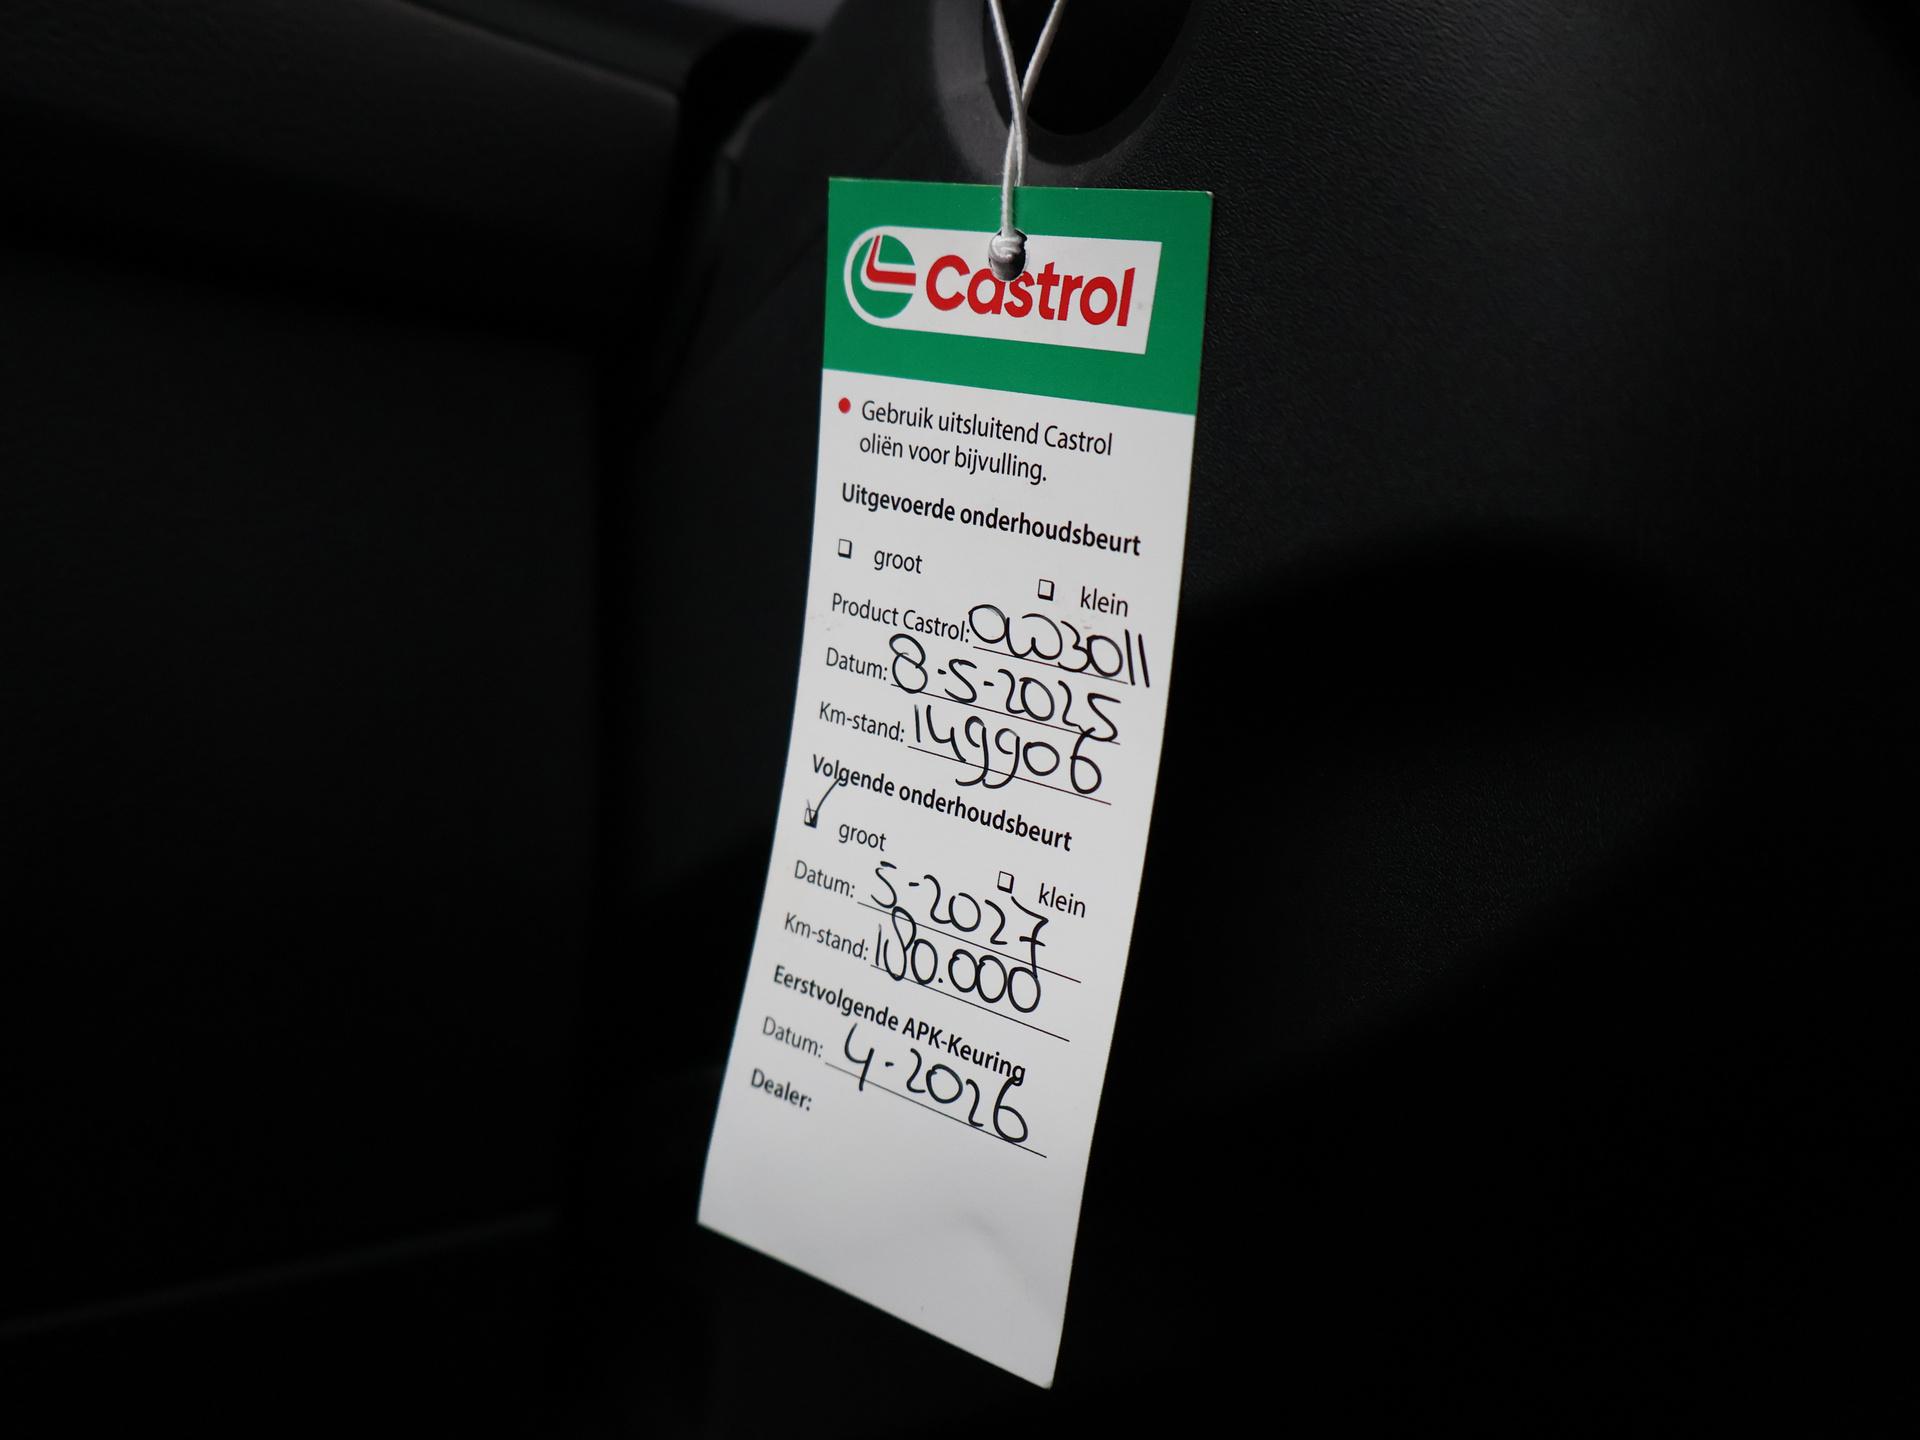 Castrol
Gebruik uitsluitend Castrol
oliën voor bijvulling.
Uitgevoerde onderhoudsbeurt
groot klein
Product Castrol: 0W30ll
Datum: 8-5-2025
Km-stand: 149906
Volgende onderhoudsbeurt
groot klein
Datum: 5-2027
Km-stand: 180.000
Eerstvolgende APK-Keuring
Datum: 4-2026
Dealer: